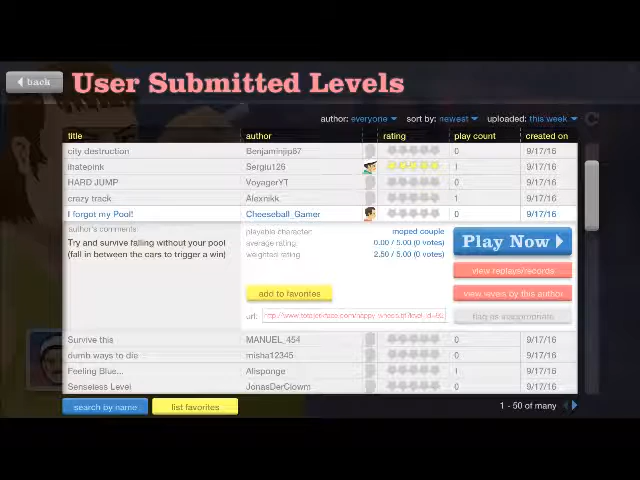 back
User Submitted Levels
author: everyone sort by: newest uploaded: this week
title author rating play count created on
city destruction Benjaminjip67 0 9/17/16
ihatepink Sergiu126 1 9/17/16
HARD JUMP VoyagerYT 0 9/17/16
crazy track Alexnikk 1 9/17/16
I forgot my Pool! Cheeseball_Gamer 0 9/17/16
author's comments:
Try and survive falling without your pool
(fall in between the cars to trigger a win)
playable character: moped couple
average rating: 0.00 / 5.00 (0 votes)
weighted rating 2.50 / 5.00 (0 votes)
Play Now
view replays/records
add to favorites
view levels by this author
url:
flag as inappropriate
Survive this MANUEL_454 0 9/17/16
dumb ways to die misha12345 0 9/17/16
Feeling Blue... Alisponge 1 9/17/16
Senseless Level JonasDerClown 0 9/17/16
search by name list favorites 1 - 50 of many